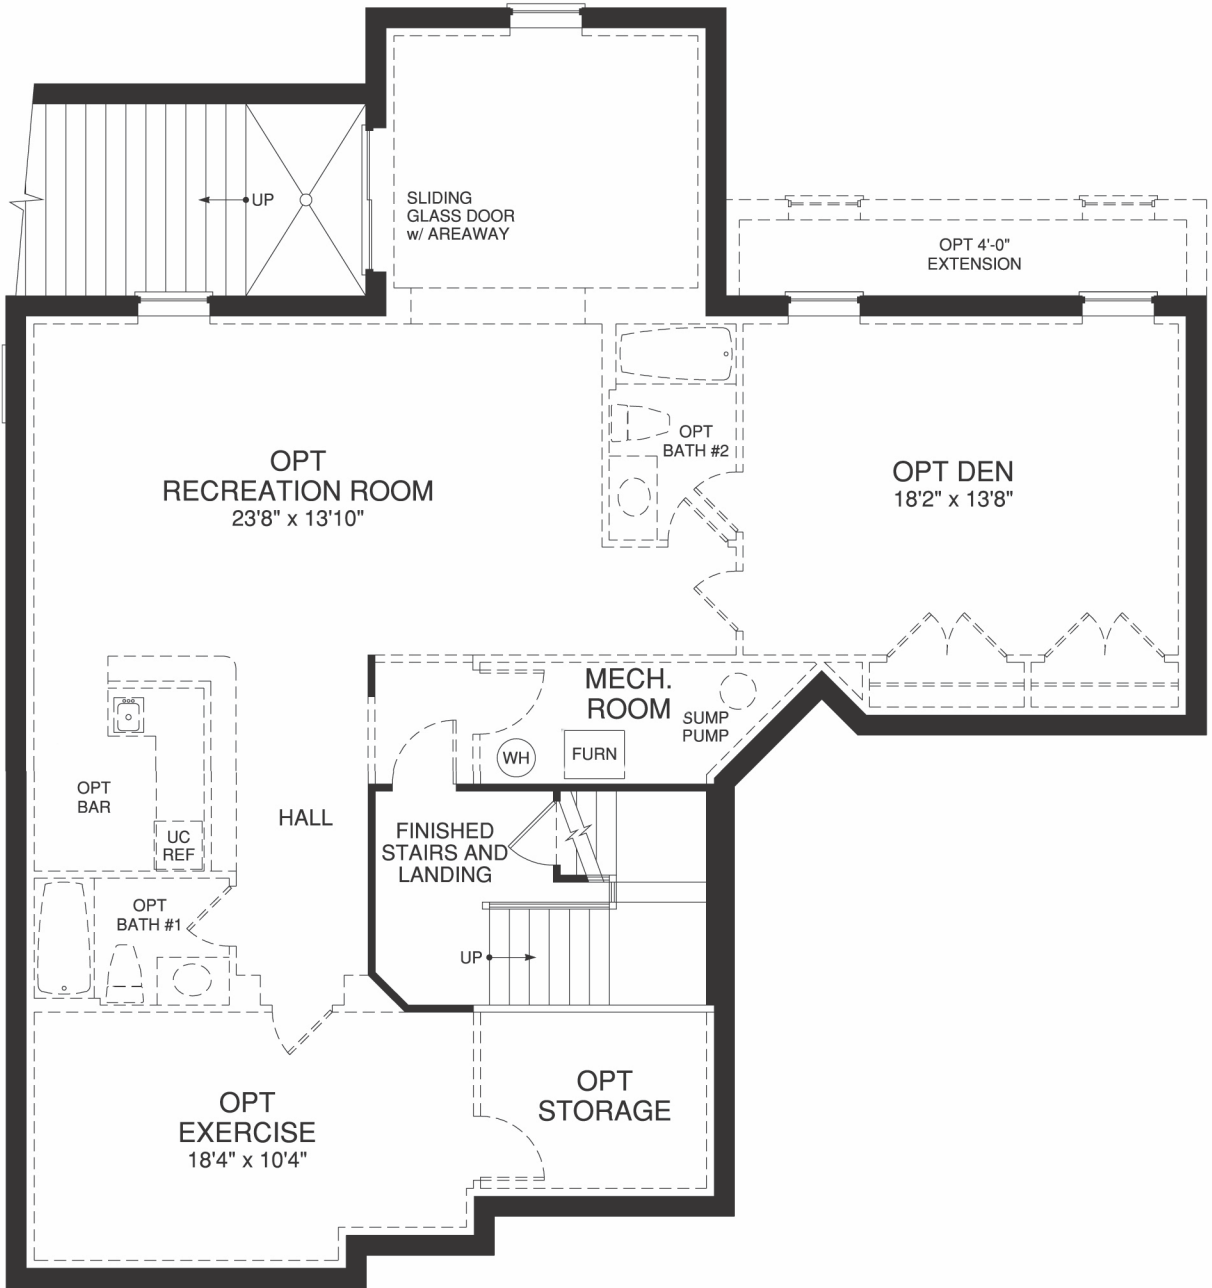 UP
SLIDING
GLASS DOOR
w/ AREAWAY
OPT 4'-0"
EXTENSION
OPT
RECREATION ROOM
23'8" x 13'10"
OPT
BATH #2
OPT DEN
18'2" x 13'8"
MECH.
ROOM
SUMP
PUMP
WH
FURN
OPT
BAR
UC
REF
HALL
FINISHED
STAIRS AND
LANDING
OPT
BATH #1
UP
OPT
EXERCISE
18'4" x 10'4"
OPT
STORAGE